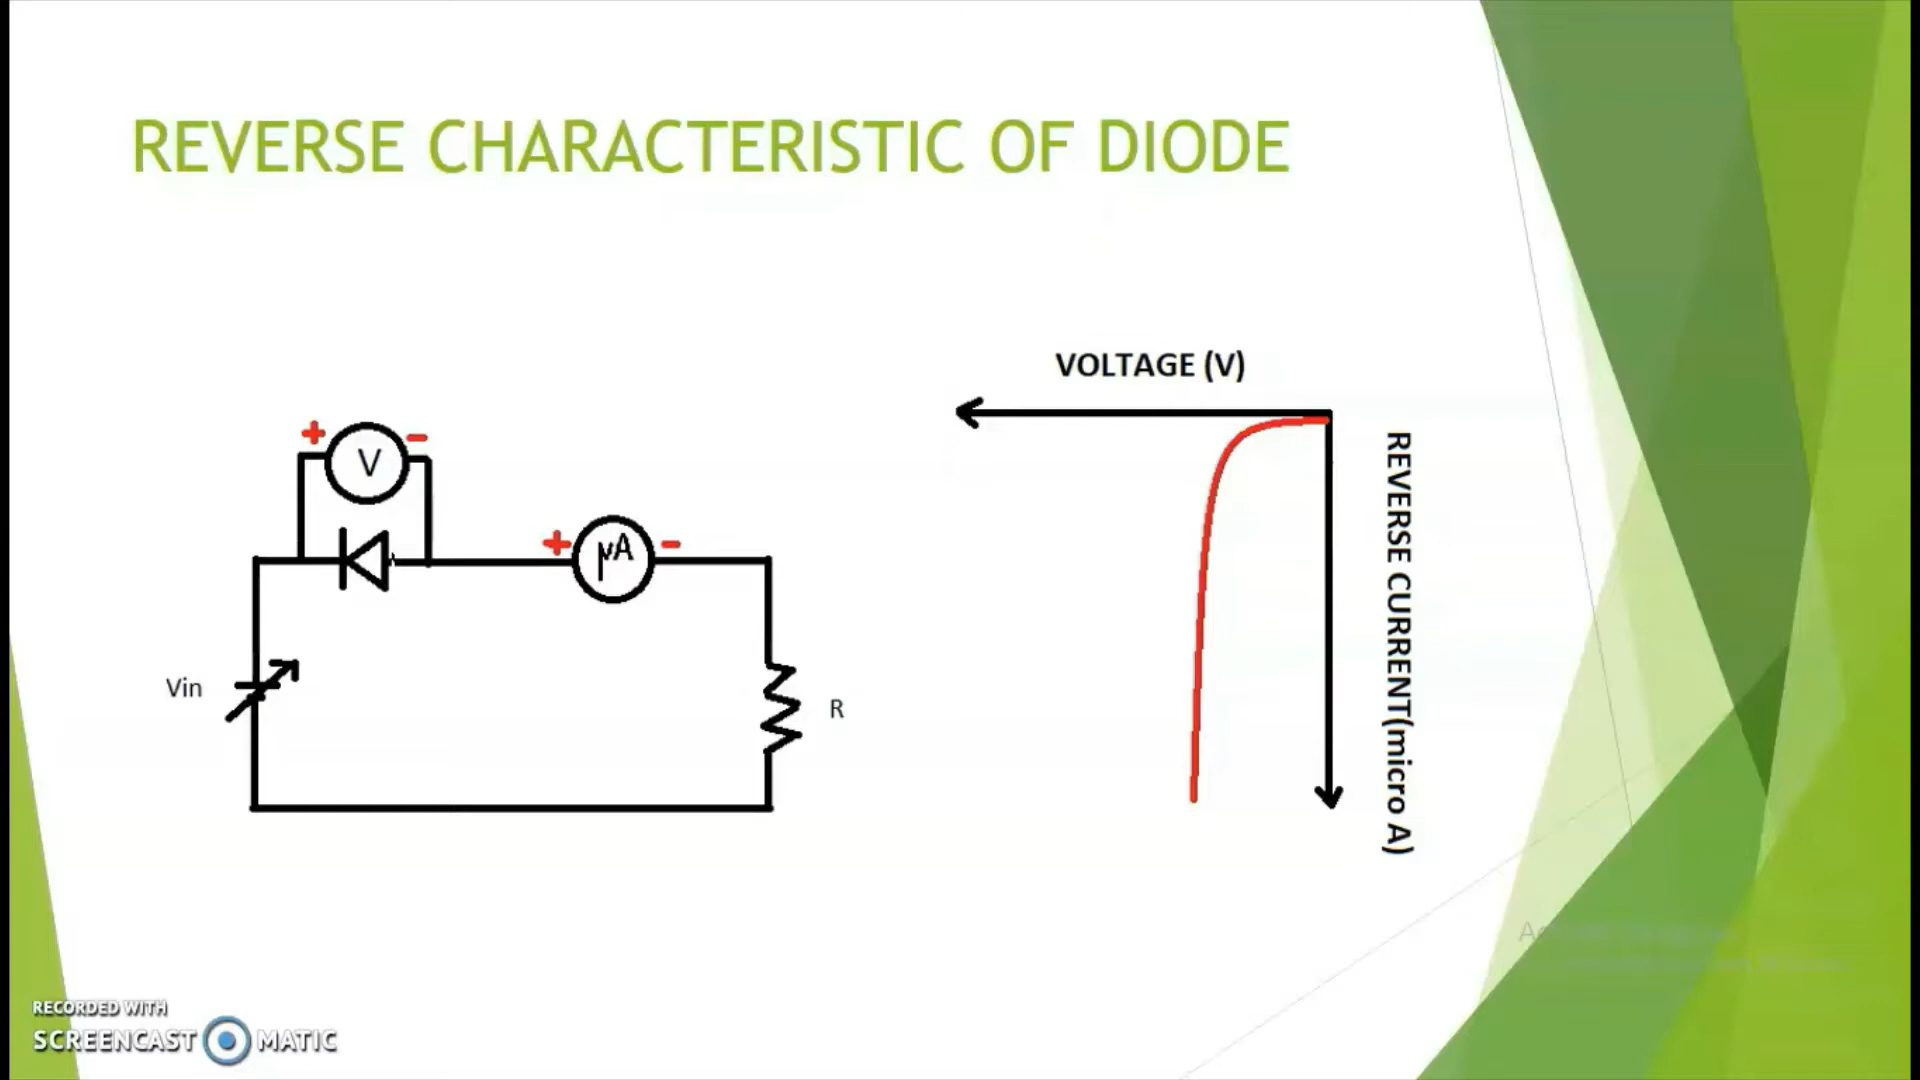 REVERSE CHARACTERISTIC OF DIODE
VOLTAGE (V)
+ V -
+ µA -
REVERSE CURRENT(micro A)
Vin
R
RECORDED WITH
SCREENCAST MATIC